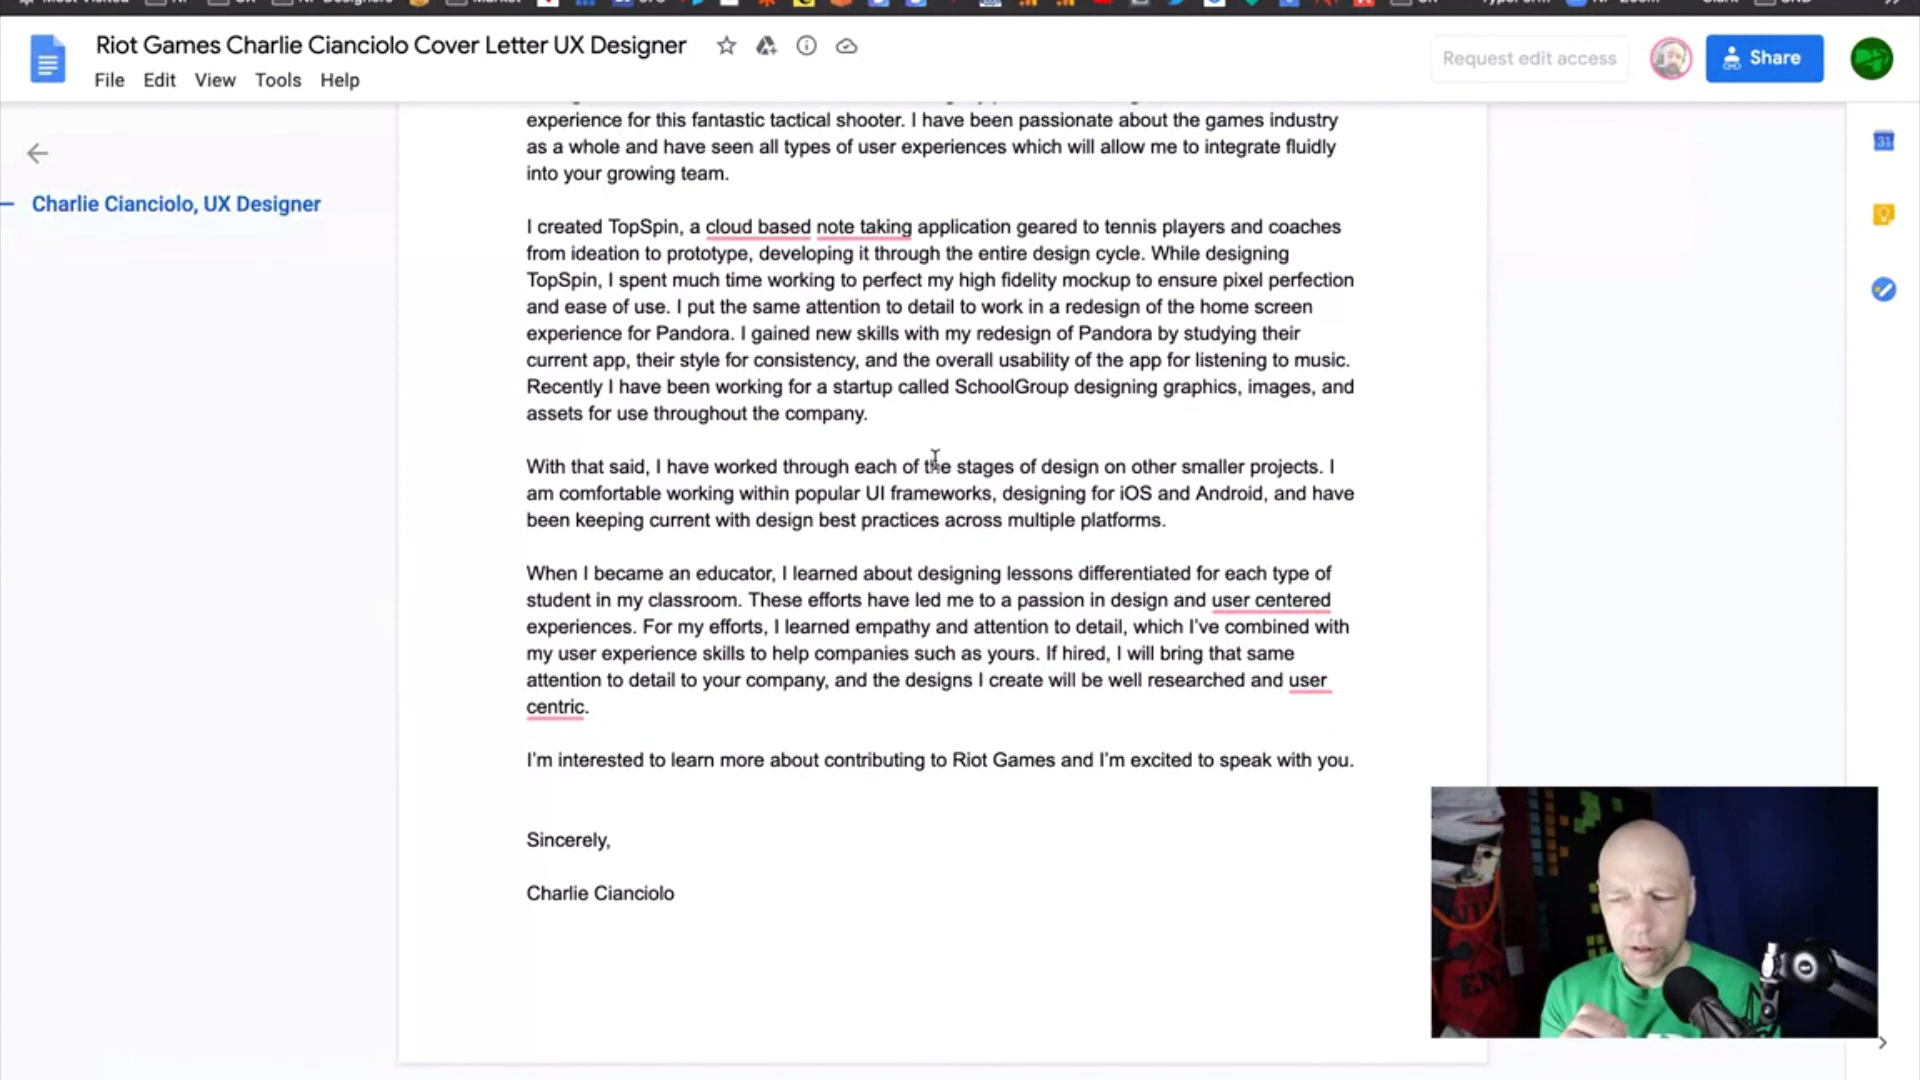 Riot Games Charlie Cianciolo Cover Letter UX Designer
File Edit View Tools Help
Request edit access
Share
Charlie Cianciolo, UX Designer
experience for this fantastic tactical shooter. I have been passionate about the games industry
as a whole and have seen all types of user experiences which will allow me to integrate fluidly
into your growing team.
I created TopSpin, a cloud based note taking application geared to tennis players and coaches
from ideation to prototype, developing it through the entire design cycle. While designing
TopSpin, I spent much time working to perfect my high fidelity mockup to ensure pixel perfection
and ease of use. I put the same attention to detail to work in a redesign of the home screen
experience for Pandora. I gained new skills with my redesign of Pandora by studying their
current app, their style for consistency, and the overall usability of the app for listening to music.
Recently I have been working for a startup called SchoolGroup designing graphics, images, and
assets for use throughout the company.
With that said, I have worked through each of the stages of design on other smaller projects. I
am comfortable working within popular UI frameworks, designing for iOS and Android, and have
been keeping current with design best practices across multiple platforms.
When I became an educator, I learned about designing lessons differentiated for each type of
student in my classroom. These efforts have led me to a passion in design and user centered
experiences. For my efforts, I learned empathy and attention to detail, which I've combined with
my user experience skills to help companies such as yours. If hired, I will bring that same
attention to detail to your company, and the designs I create will be well researched and user
centric.
I'm interested to learn more about contributing to Riot Games and I'm excited to speak with you.
Sincerely,
Charlie Cianciolo
31